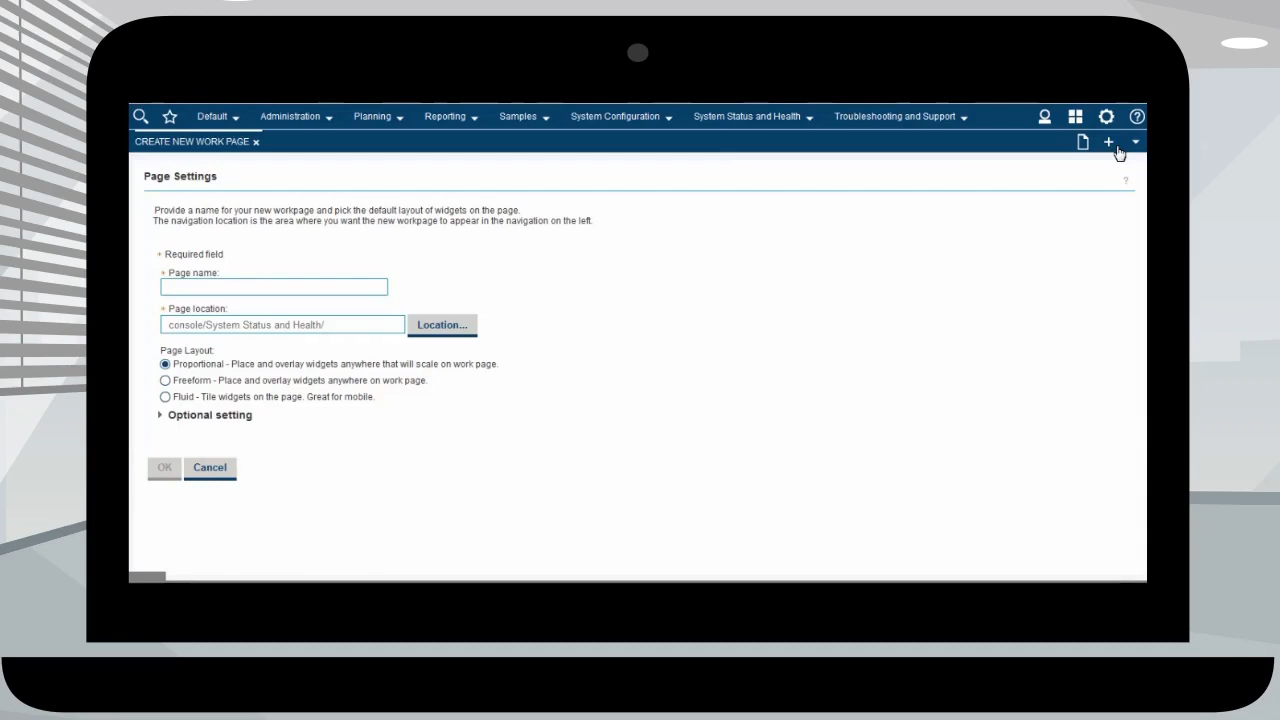 Default Administration Planning Reporting Samples System Configuration System Status and Health Troubleshooting and Support
CREATE NEW WORK PAGE
Page Settings
?
Provide a name for your new workpage and pick the default layout of widgets on the page.
The navigation location is the area where you want the new workpage to appear in the navigation on the left.
* Required field
* Page name:
* Page location:
console/System Status and Health/ Location...
Page Layout:
Proportional - Place and overlay widgets anywhere that will scale on work page.
Freeform - Place and overlay widgets anywhere on work page.
Fluid - Tile widgets on the page. Great for mobile.
Optional setting
OK Cancel